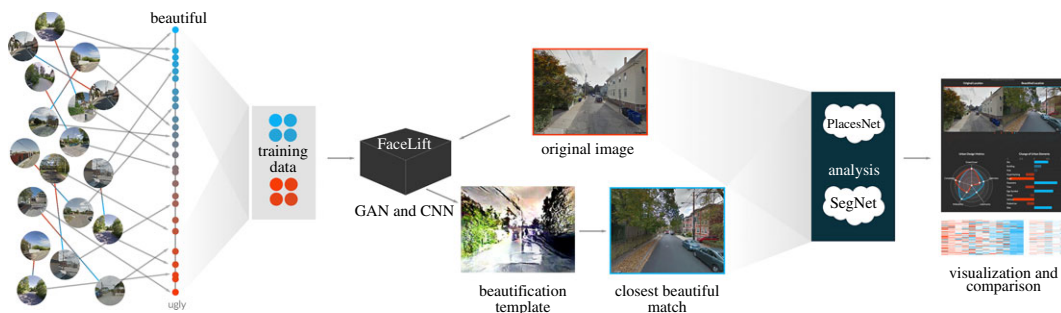 beautiful
ugly
training
data
FaceLift
GAN and CNN
original image
beautification
template
closest beautiful
match
PlacesNet
analysis
SegNet
visualization and
comparison